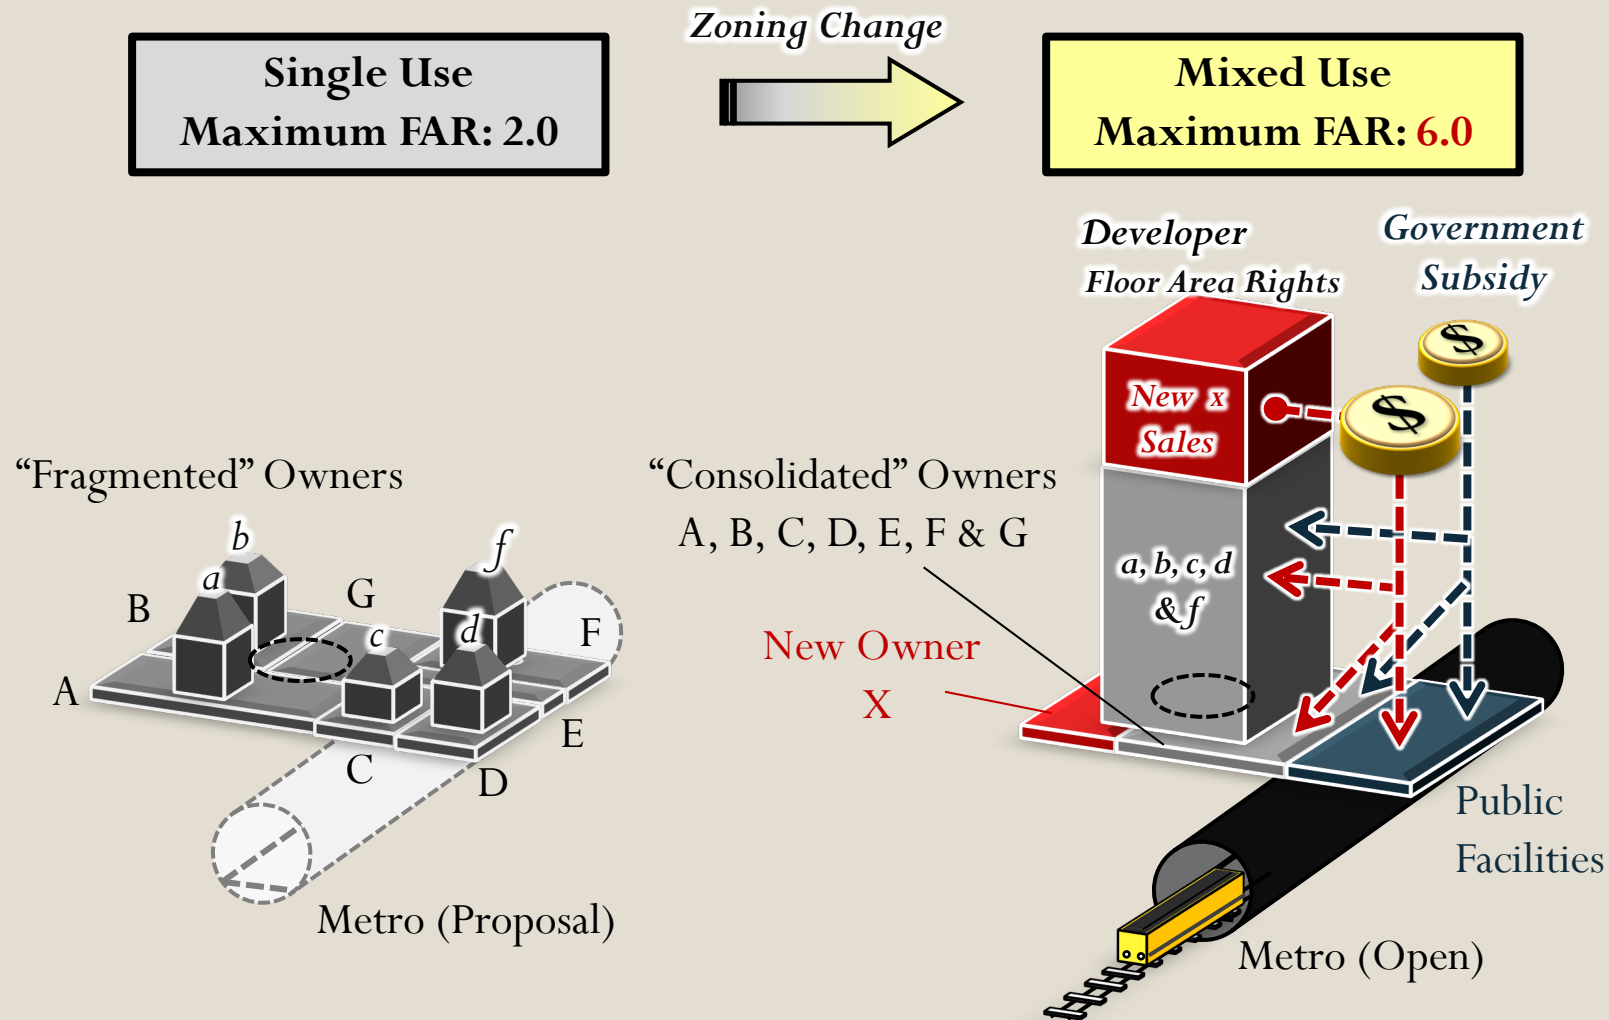 Zoning Change
Single Use
Maximum FAR: 2.0
Mixed Use
Maximum FAR: 6.0
Developer
Floor Area Rights
Government
Subsidy
$
$
New x
Sales
“Fragmented” Owners
“Consolidated” Owners
A, B, C, D, E, F & G
b
f
a
B
G
c
d
F
A
E
C
D
a, b, c, d
& f
New Owner
X
Public
Facilities
Metro (Proposal)
Metro (Open)